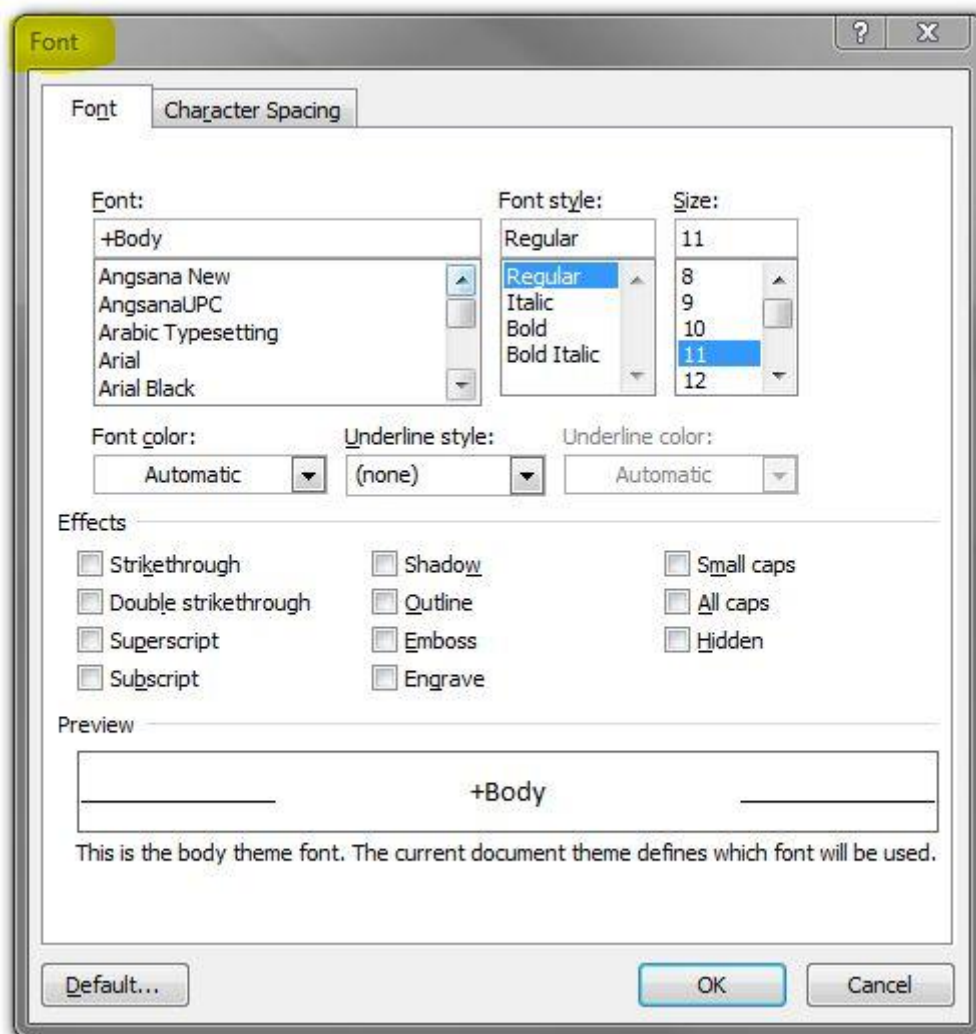 Font
? X
Font Character Spacing
Font: Font style: Size:
+Body Regular 11
Angsana New Regular 8
AngsanaUPC Italic 9
Arabic Typesetting Bold 10
Arial Bold Italic 11
Arial Black 12
Font color: Underline style: Underline color:
Automatic (none) Automatic
Effects
Strikethrough Shadow Small caps
Double strikethrough Outline All caps
Superscript Emboss Hidden
Subscript Engrave
Preview
+Body
This is the body theme font. The current document theme defines which font will be used.
Default... OK Cancel